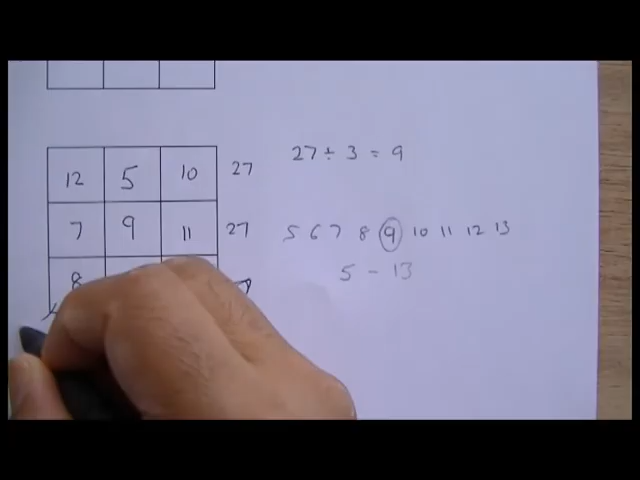 27 ÷ 3 = 9
12 5 10 27
7 9 11 27
5 6 7 8 9 10 11 12 13
5 - 13
8